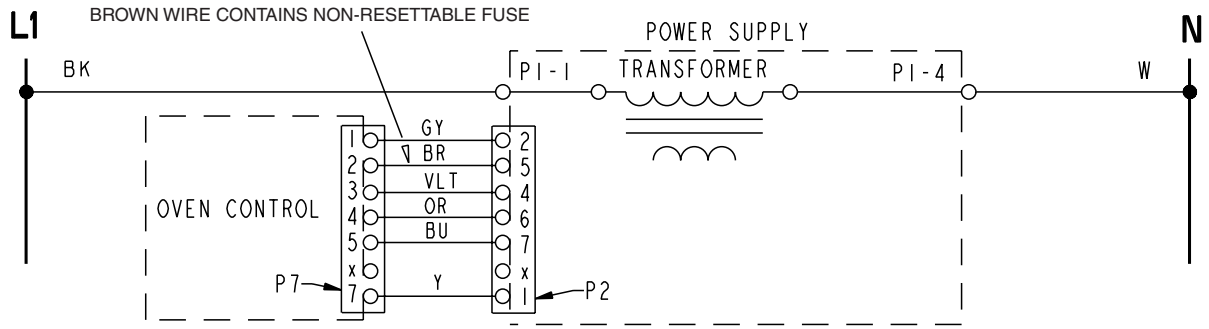 BROWN WIRE CONTAINS NON-RESETTABLE FUSE
L1
N
POWER SUPPLY
BK
P1-1
TRANSFORMER
P1-4
W
OVEN CONTROL
1 GY 2
2 BR 5
3 VLT 4
4 OR 6
5 BU 7
x x
7 Y 1
P7
P2